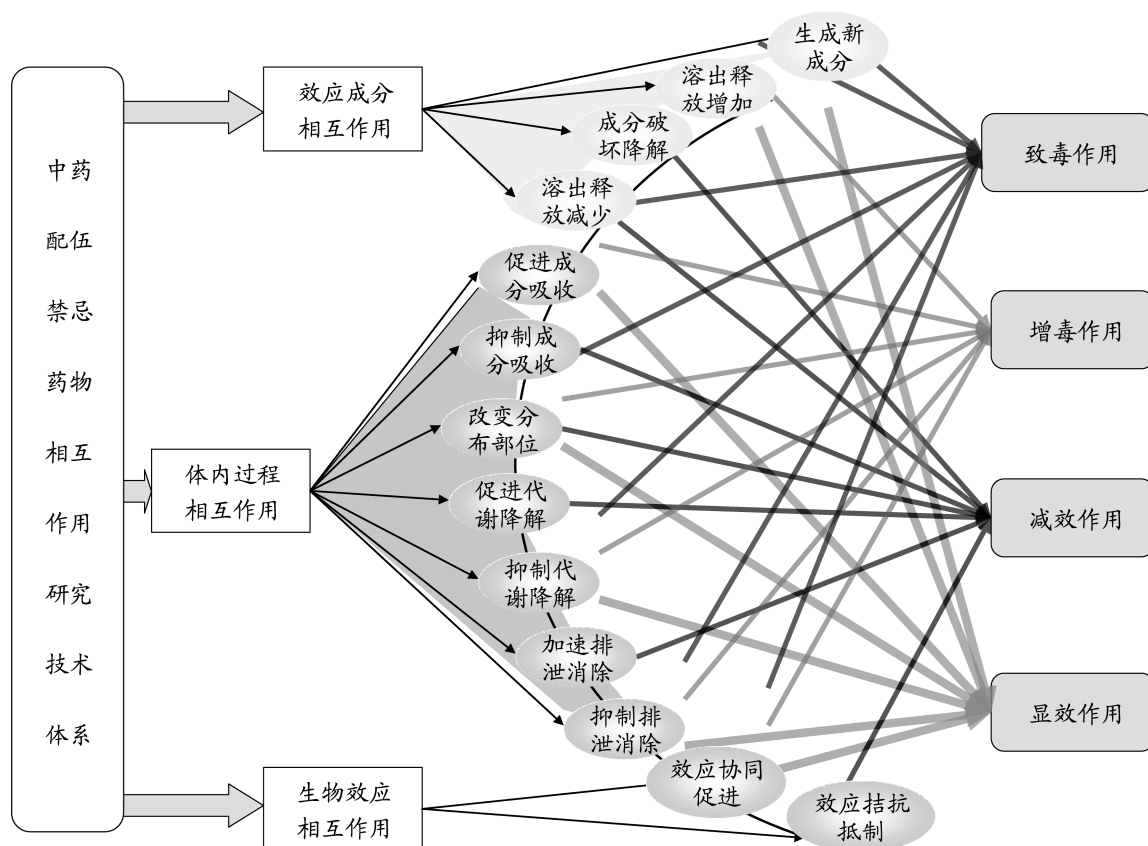 中药
配伍
禁忌
药物
相互
作用
研究
技术
体系
效应成分
相互作用
体内过程
相互作用
生物效应
相互作用
生成新
成分
溶出释
放增加
成分破
坏降解
溶出释
放减少
促进成
分吸收
抑制成
分吸收
改变分
布部位
促进代
谢降解
抑制代
谢降解
加速排
泄消除
抑制排
泄消除
效应协同
促进
效应拮抗
抵制
致毒作用
增毒作用
减效作用
显效作用